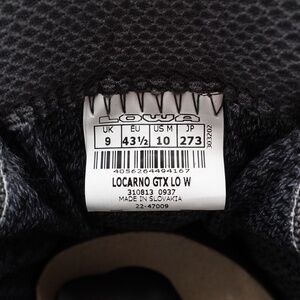 LOWA
UK EU US M JP
9 43½ 10 273
4056264494167
LOCARNO GTX LO W
310813 0937
MADE IN SLOVAKIA
22-47009